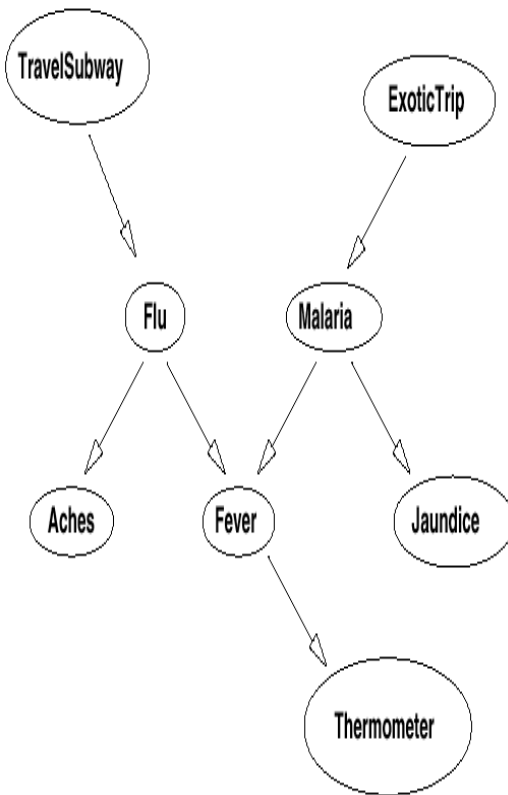 TravelSubway
ExoticTrip
Flu
Malaria
Aches
Fever
Jaundice
Thermometer